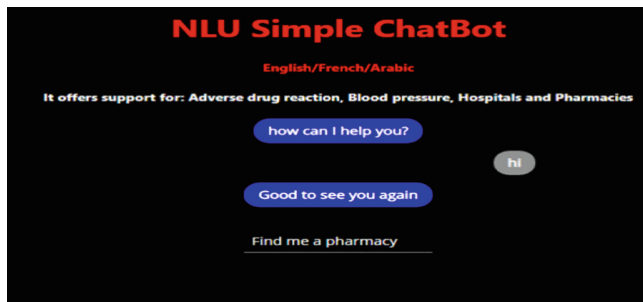 NLU Simple ChatBot
English/French/Arabic
It offers support for: Adverse drug reaction, Blood pressure, Hospitals and Pharmacies
how can I help you?
hi
Good to see you again
Find me a pharmacy